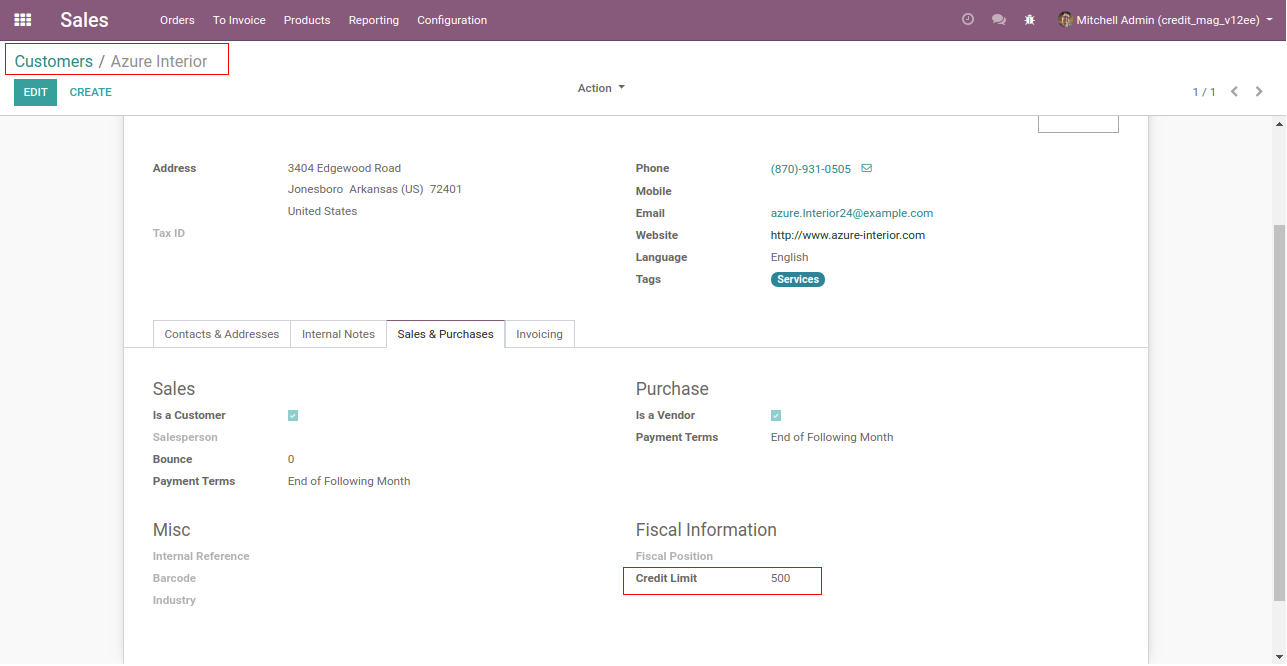 Sales Orders To Invoice Products Reporting Configuration Mitchell Admin (credit_mag_v12ee)
Customers / Azure Interior
EDIT CREATE Action 1 / 1
Address 3404 Edgewood Road
Jonesboro Arkansas (US) 72401
United States
Tax ID
Phone (870)-931-0505
Mobile
Email azure.Interior24@example.com
Website http://www.azure-interior.com
Language English
Tags Services
Contacts & Addresses Internal Notes Sales & Purchases Invoicing
Sales
Is a Customer
Salesperson
Bounce 0
Payment Terms End of Following Month
Purchase
Is a Vendor
Payment Terms End of Following Month
Misc
Internal Reference
Barcode
Industry
Fiscal Information
Fiscal Position
Credit Limit 500